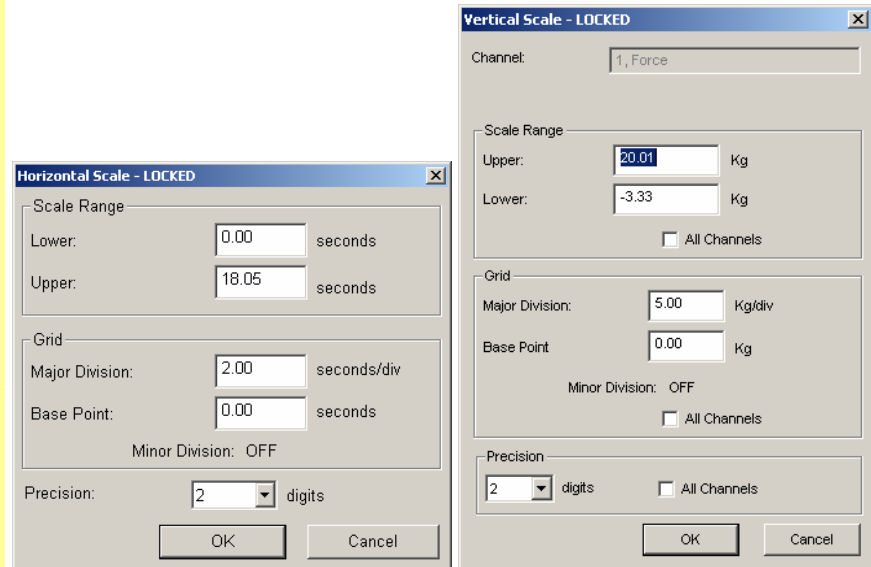 Horizontal Scale - LOCKED
Scale Range
Lower: 0.00 seconds
Upper: 18.05 seconds
Grid
Major Division: 2.00 seconds/div
Base Point: 0.00 seconds
Minor Division: OFF
Precision: 2 digits
OK Cancel
Vertical Scale - LOCKED
Channel: 1, Force
Scale Range
Upper: 20.01 Kg
Lower: -3.33 Kg
All Channels
Grid
Major Division: 5.00 Kg/div
Base Point 0.00 Kg
Minor Division: OFF
All Channels
Precision
2 digits All Channels
OK Cancel